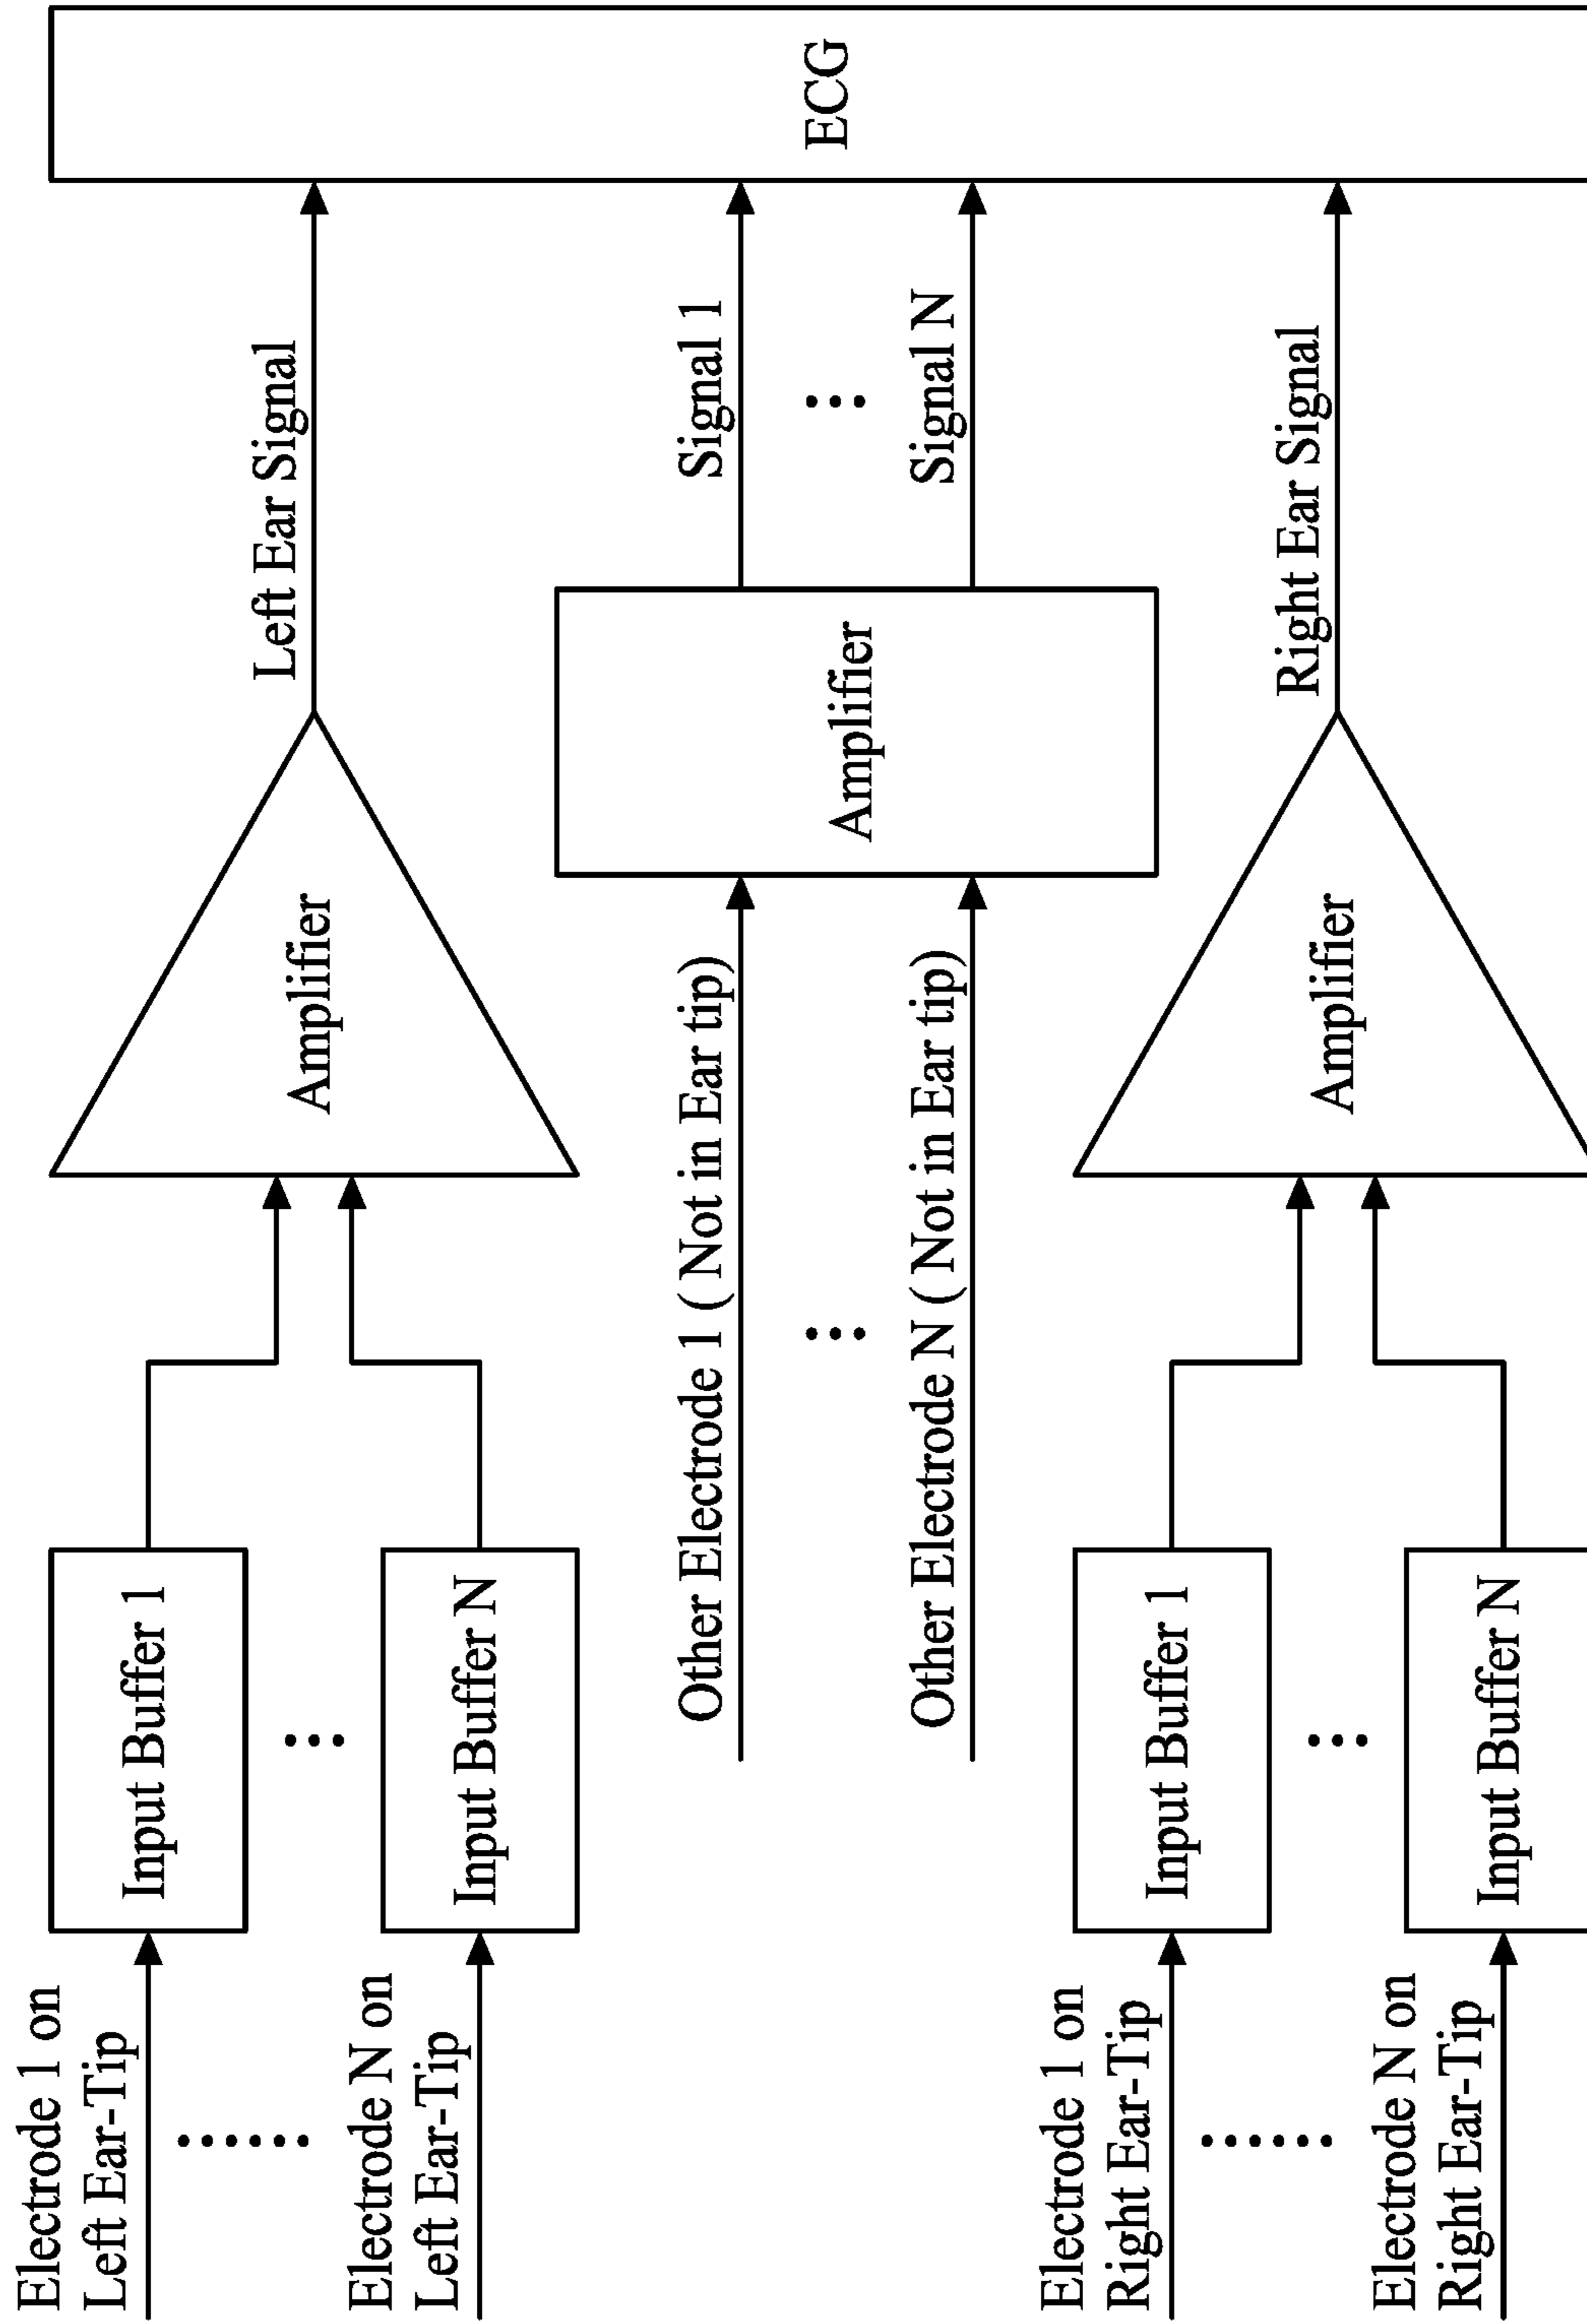 Electrode 1 on
Left Ear-Tip
Input Buffer 1
Electrode N on
Left Ear-Tip
Input Buffer N
Amplifier
Left Ear Signal
Other Electrode 1 ( Not in Ear tip)
Other Electrode N ( Not in Ear tip)
Amplifier
Signal 1
Signal N
Electrode 1 on
Right Ear-Tip
Input Buffer 1
Electrode N on
Right Ear-Tip
Input Buffer N
Amplifier
Right Ear Signal
ECG